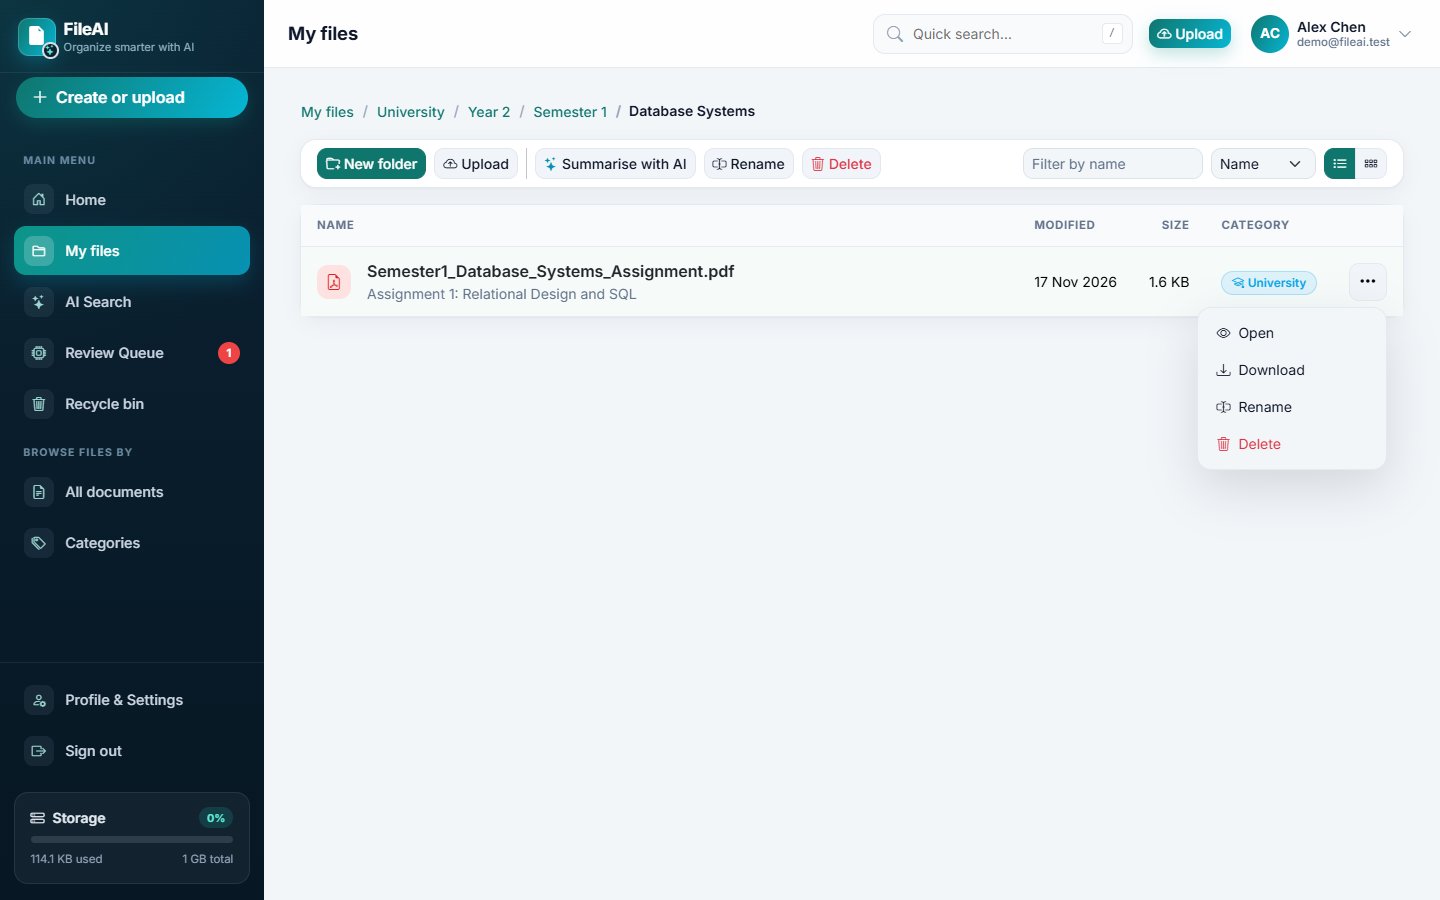 FileAI
Organize smarter with AI
Create or upload
MAIN MENU
Home
My files
AI Search
Review Queue 1
Recycle bin
BROWSE FILES BY
All documents
Categories
Profile & Settings
Sign out
Storage 0%
114.1 KB used 1 GB total
My files
Quick search... /
Upload
AC
Alex Chen
demo@fileai.test
My files / University / Year 2 / Semester 1 / Database Systems
New folder Upload Summarise with AI Rename Delete Filter by name Name
NAME MODIFIED SIZE CATEGORY
Semester1_Database_Systems_Assignment.pdf
Assignment 1: Relational Design and SQL
17 Nov 2026 1.6 KB University
Open
Download
Rename
Delete